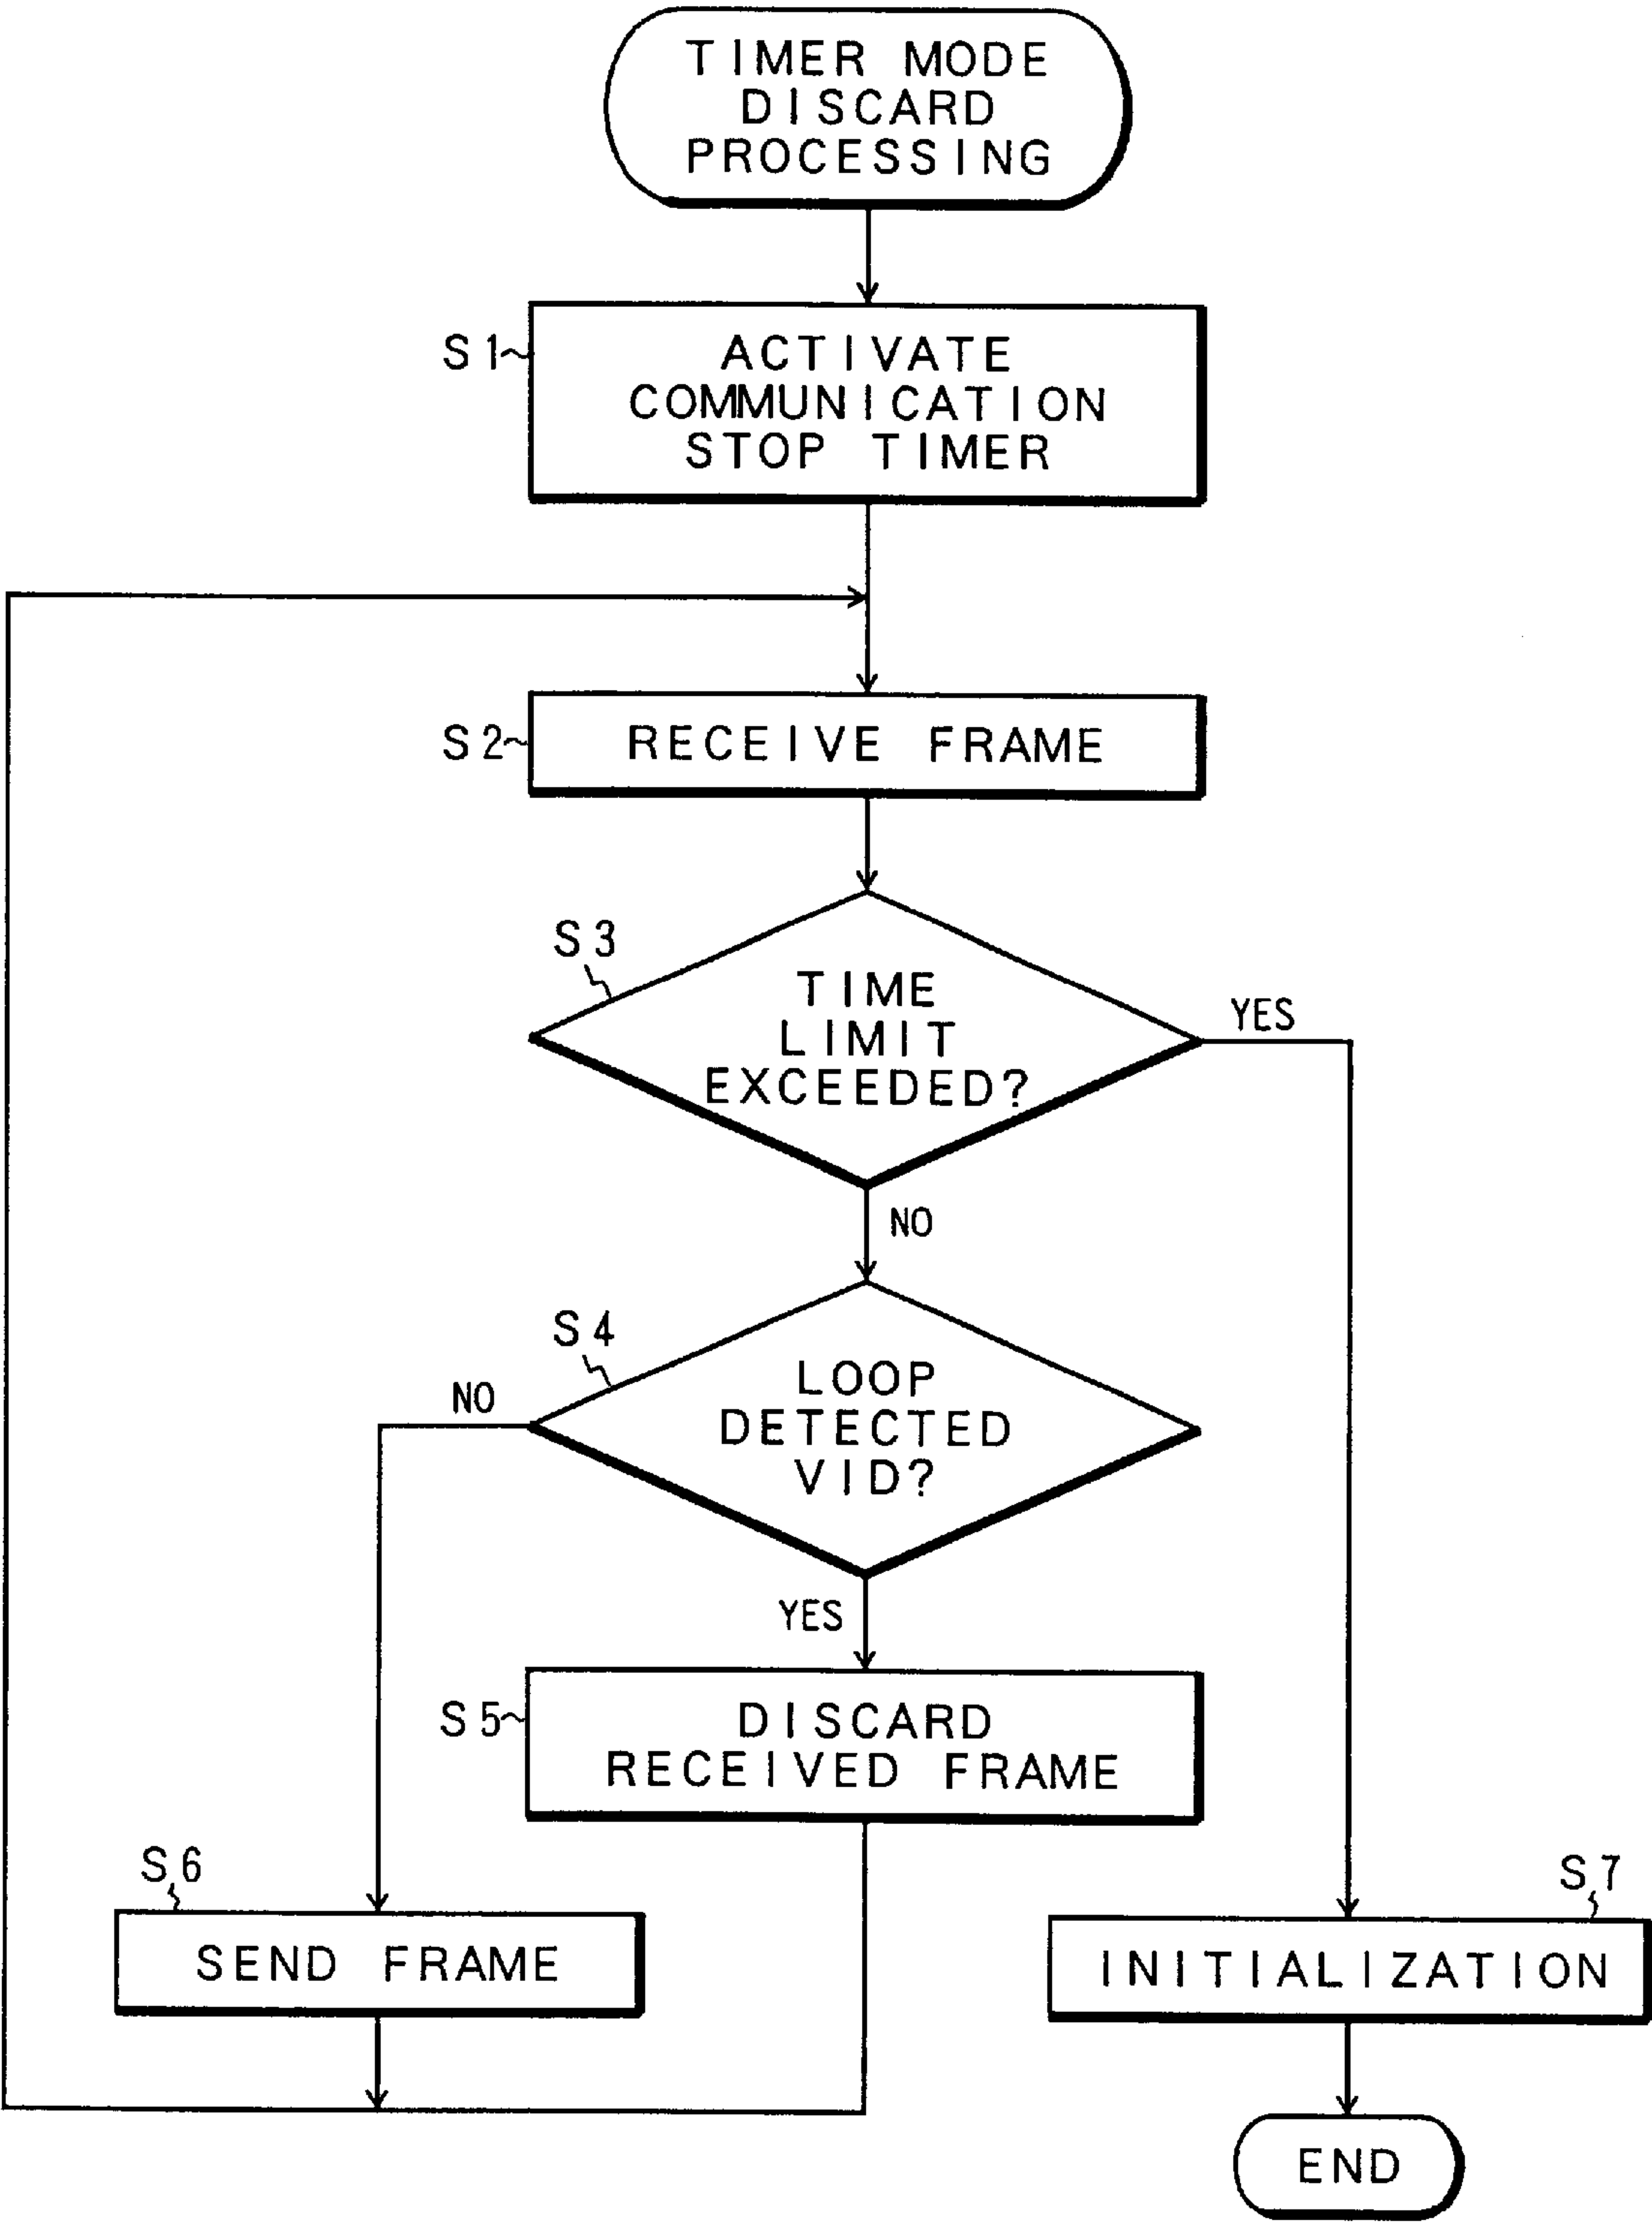 TIMER MODE
DISCARD
PROCESSING
S1
ACTIVATE
COMMUNICATION
STOP TIMER
S2
RECEIVE FRAME
S3
TIME
LIMIT
EXCEEDED?
YES
NO
S4
LOOP
DETECTED
VID?
NO
YES
S5
DISCARD
RECEIVED FRAME
S6
SEND FRAME
S7
INITIALIZATION
END